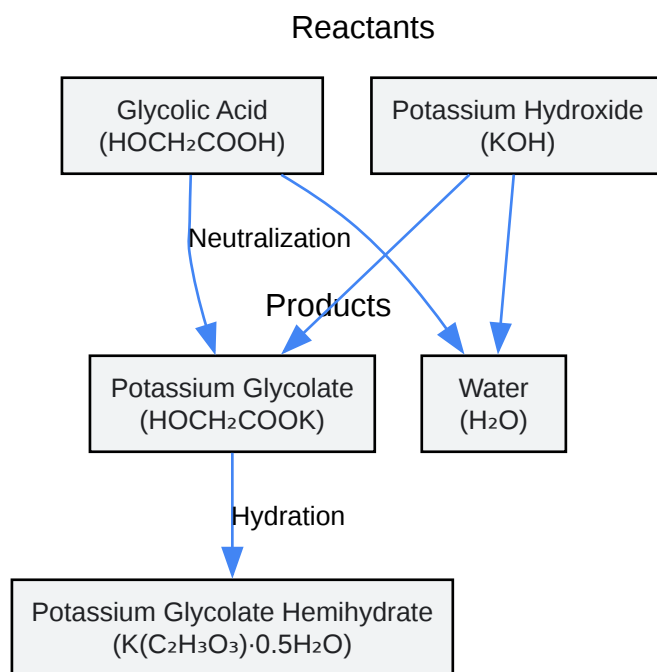 Reactants
Glycolic Acid
(HOCH₂COOH)
Potassium Hydroxide
(KOH)
Neutralization
Products
Potassium Glycolate
(HOCH₂COOK)
Water
(H₂O)
Hydration
Potassium Glycolate Hemihydrate
(K(C₂H₃O₃)·0.5H₂O)